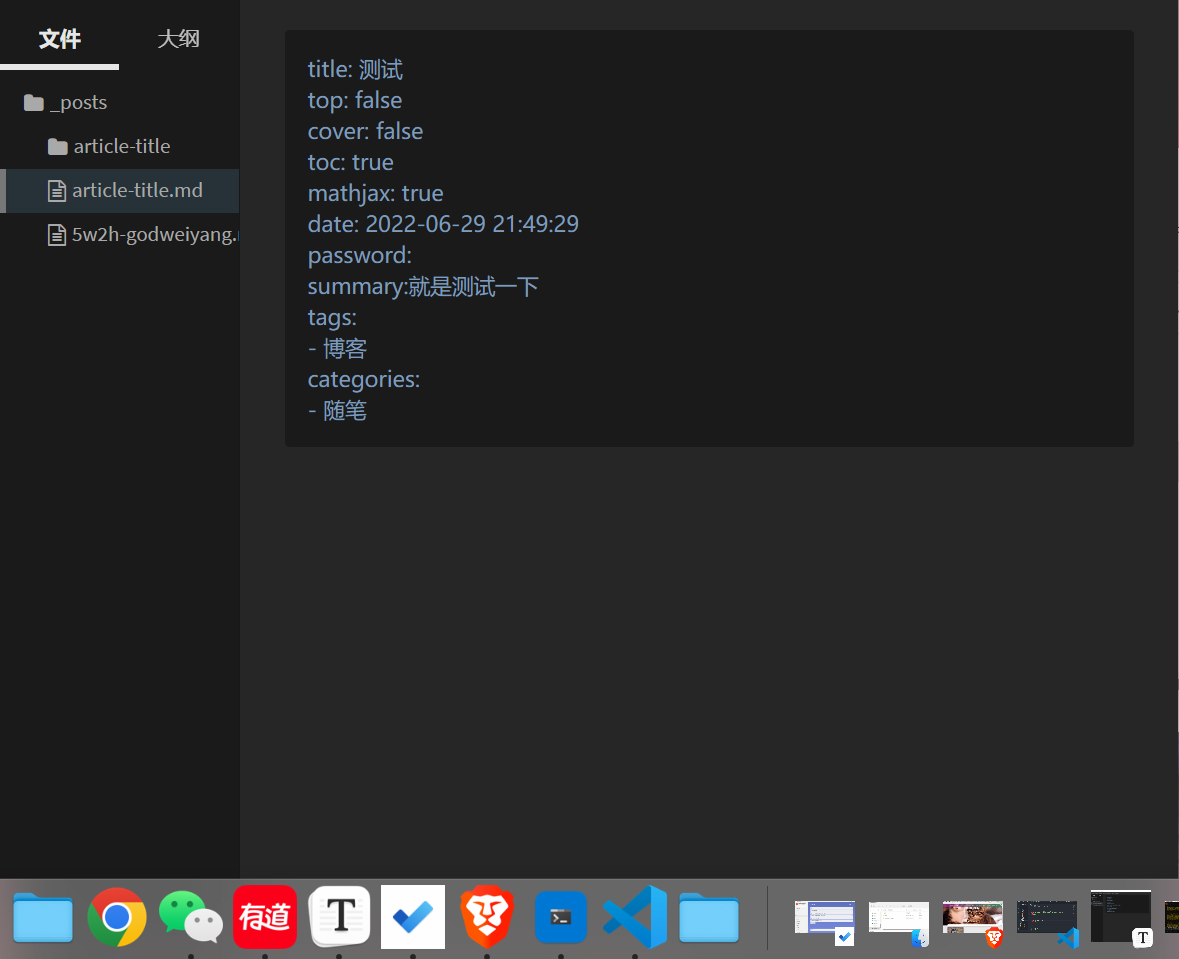 文件
大纲
_posts
article-title
article-title.md
5w2h-godweiyang.
title: 测试
top: false
cover: false
toc: true
mathjax: true
date: 2022-06-29 21:49:29
password:
summary:就是测试一下
tags:
- 博客
categories:
- 随笔
有道
T
T